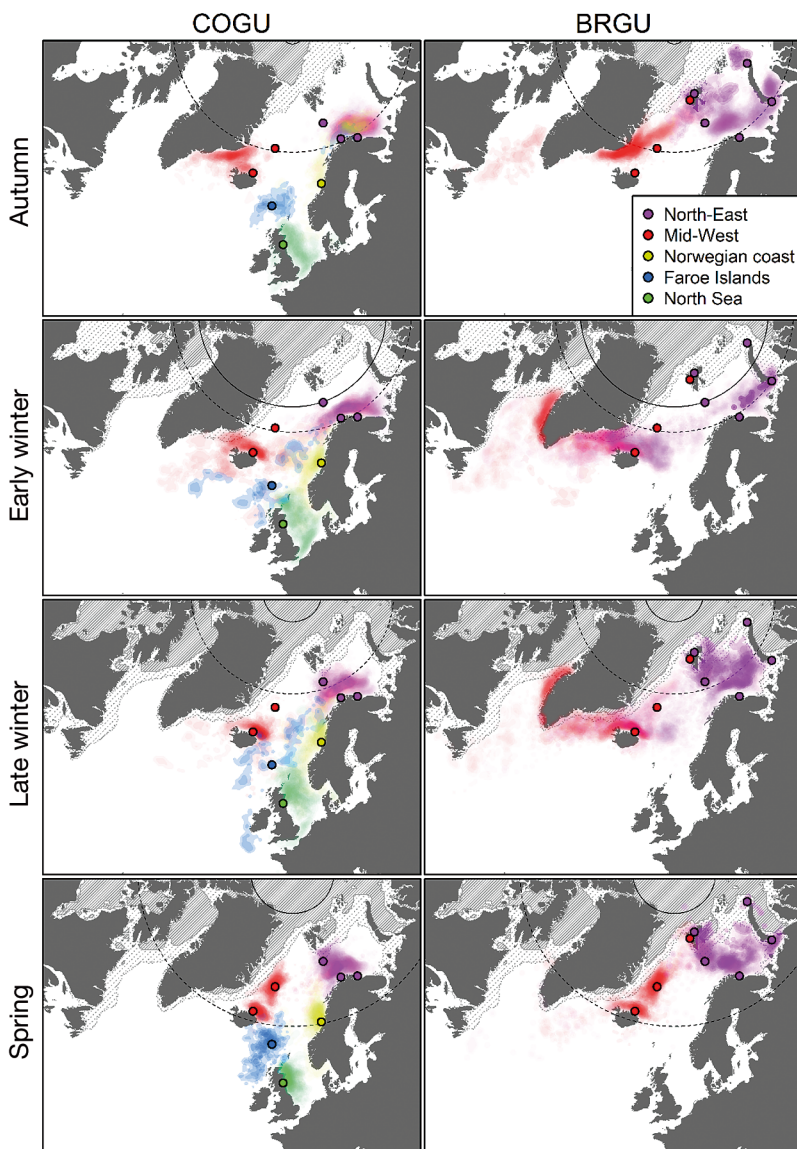 COGU
BRGU
Autumn
North-East
Mid-West
Norwegian coast
Faroe Islands
North Sea
Early winter
Late winter
Spring